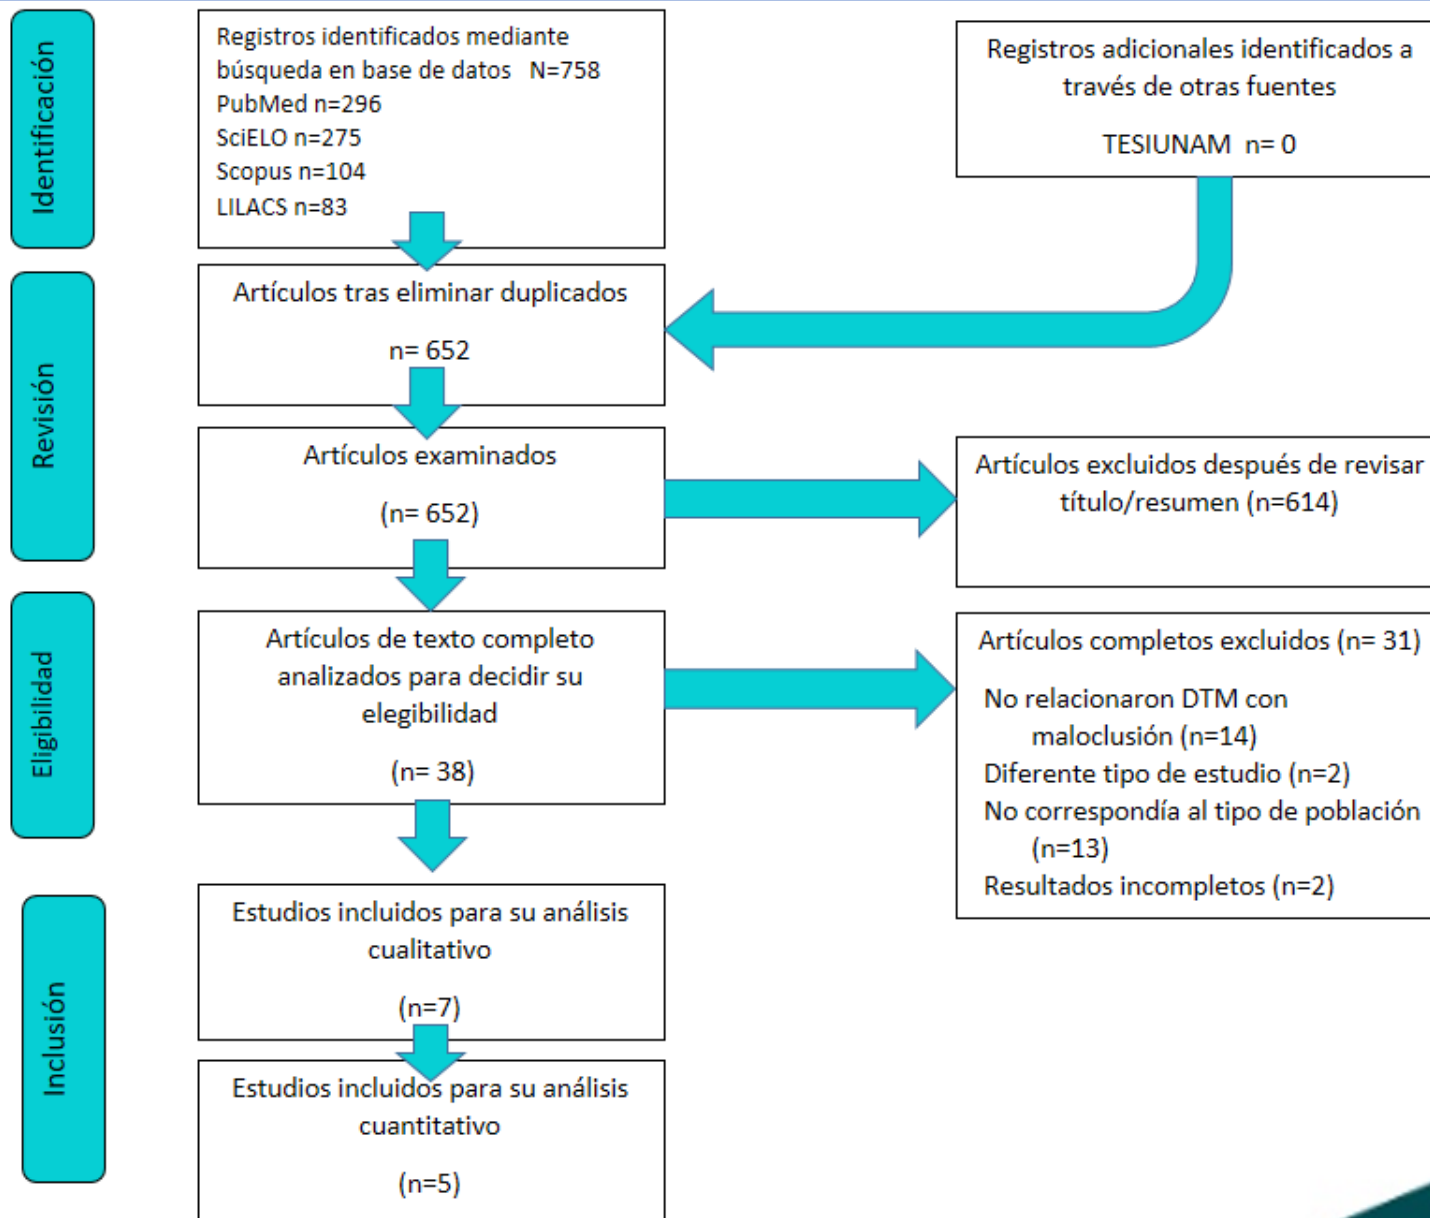 Identificación
Registros identificados mediante
búsqueda en base de datos N=758
PubMed n=296
SciELO n=275
Scopus n=104
LILACS n=83
Registros adicionales identificados a
través de otras fuentes
TESIUNAM n= 0
Revisión
Artículos tras eliminar duplicados
n= 652
Artículos examinados
(n= 652)
Artículos excluidos después de revisar
título/resumen (n=614)
Eligibilidad
Artículos de texto completo
analizados para decidir su
elegibilidad
(n= 38)
Artículos completos excluidos (n= 31)
No relacionaron DTM con
maloclusión (n=14)
Diferente tipo de estudio (n=2)
No correspondía al tipo de población
(n=13)
Resultados incompletos (n=2)
Inclusión
Estudios incluidos para su análisis
cualitativo
(n=7)
Estudios incluidos para su análisis
cuantitativo
(n=5)